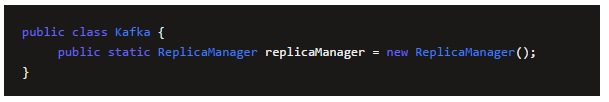 public class Kafka {
    public static ReplicaManager replicaManager = new ReplicaManager();
}